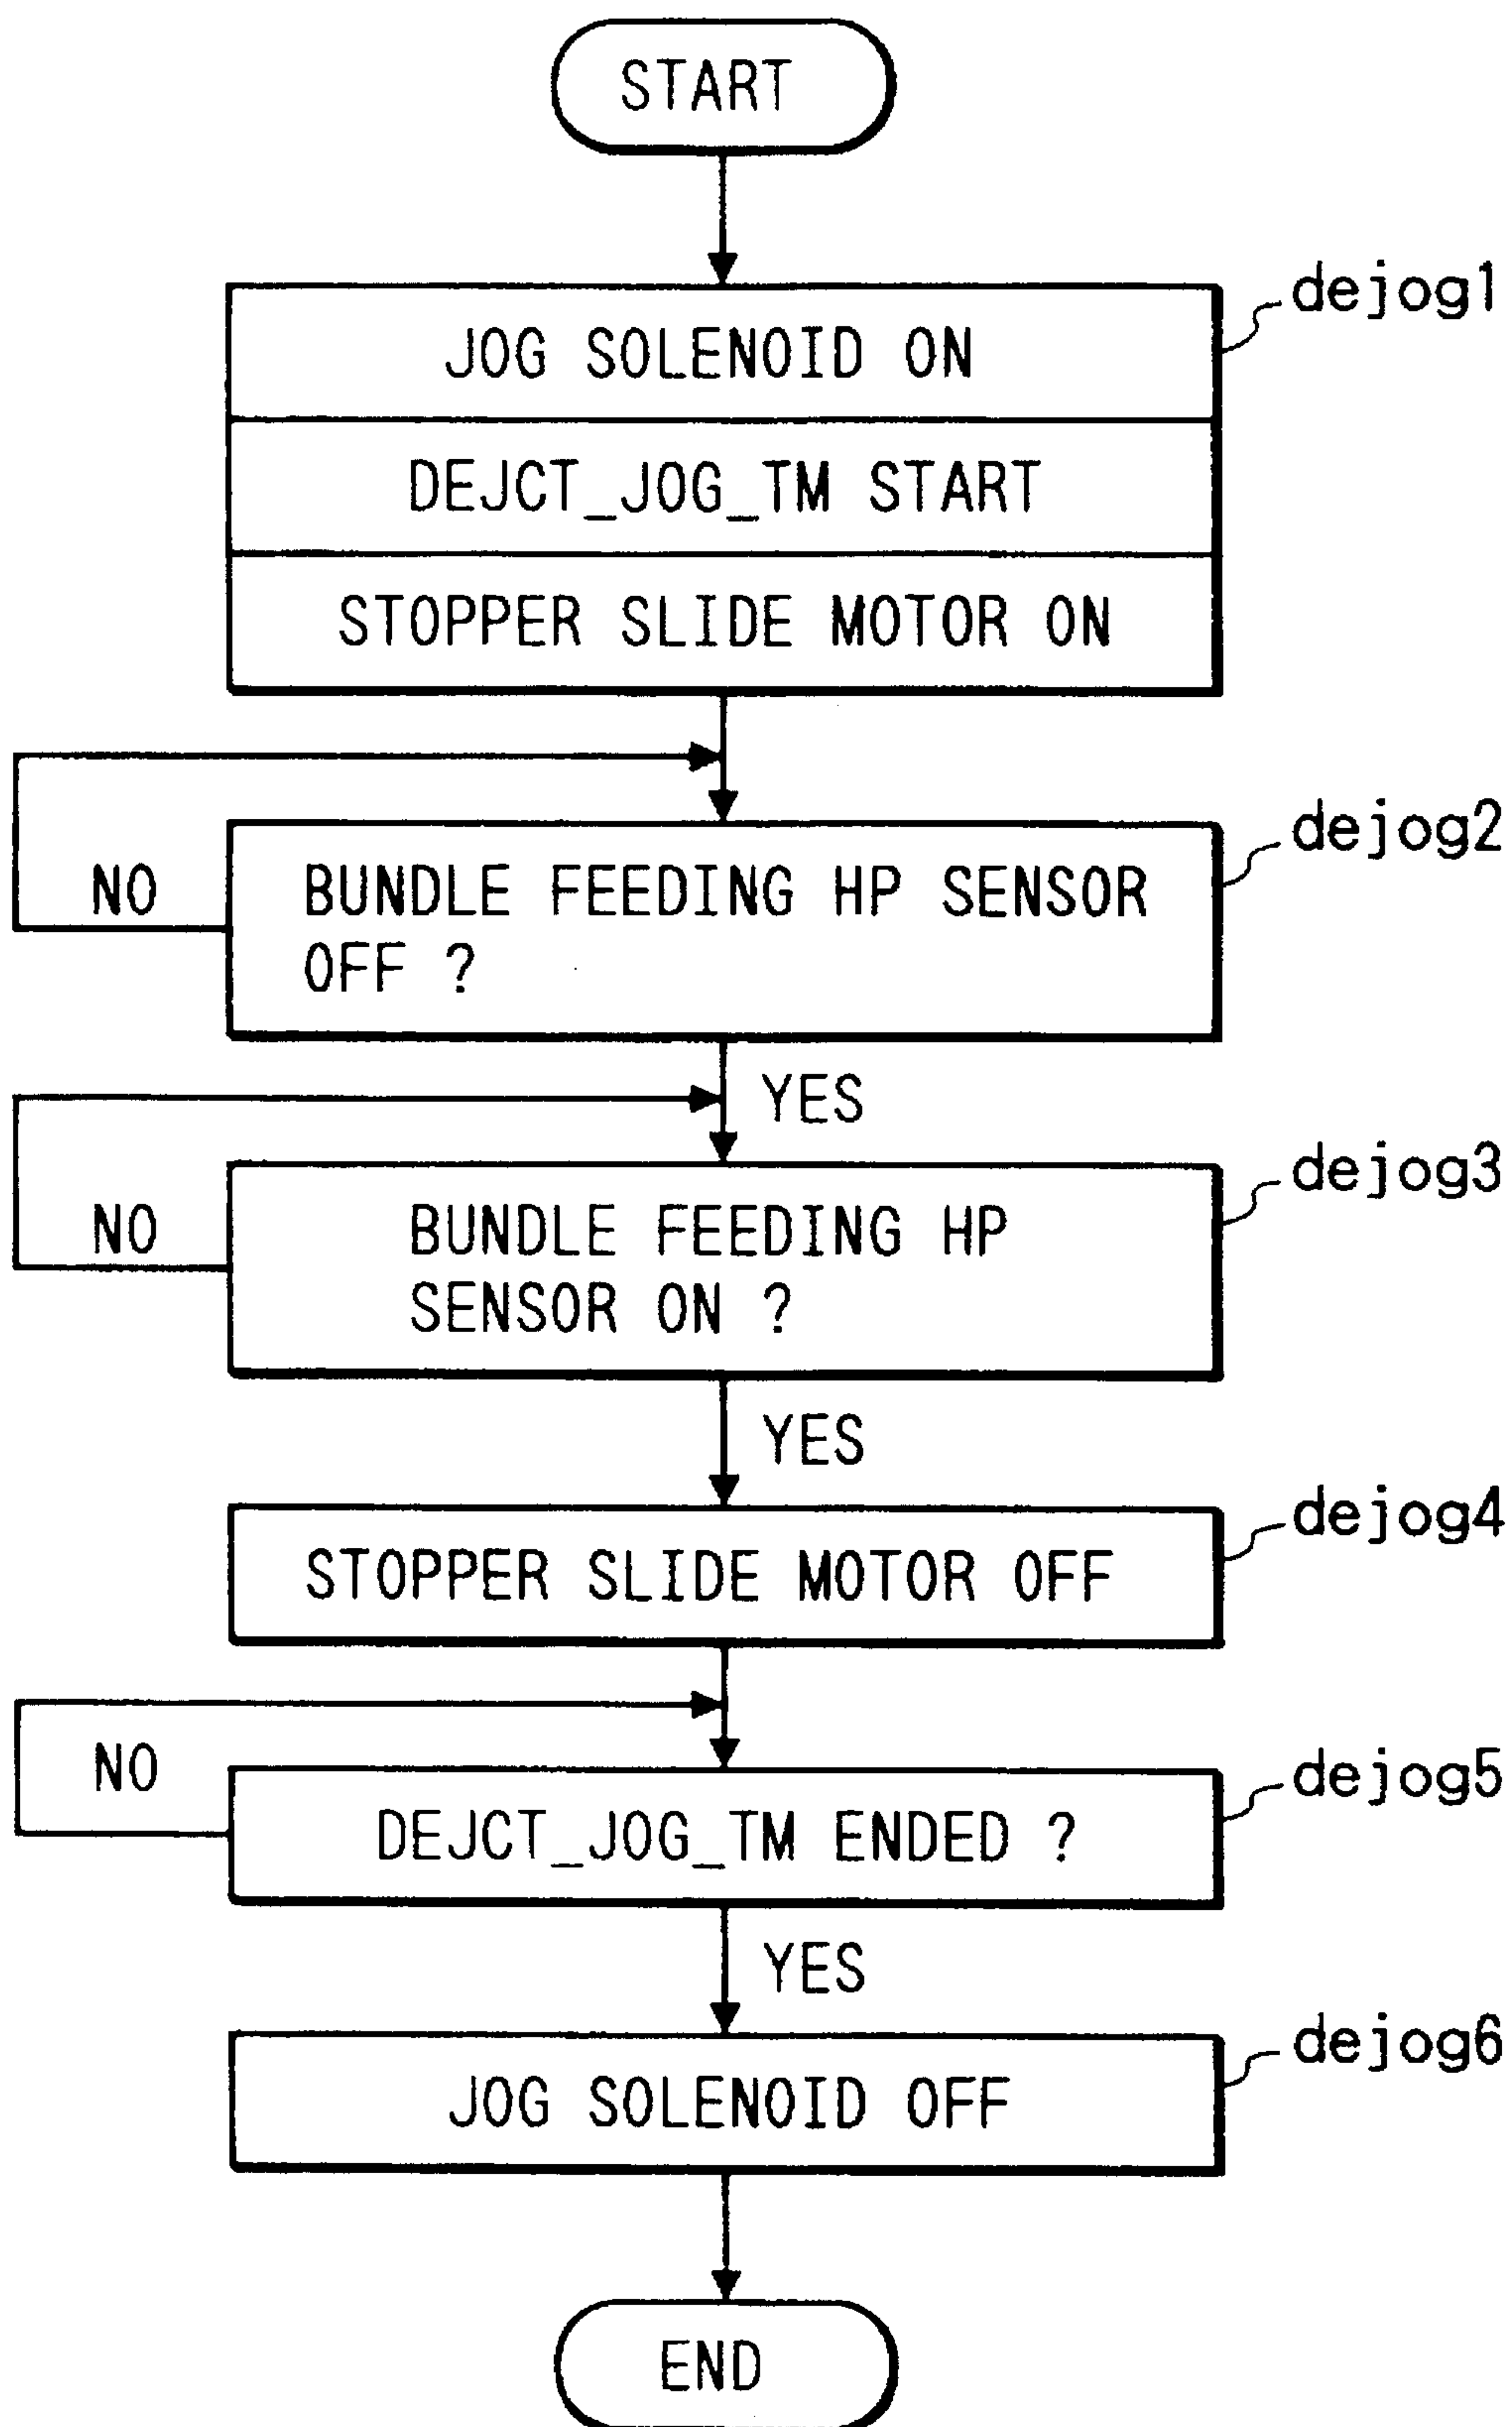 START
dejog1
JOG SOLENOID ON
DEJCT_JOG_TM START
STOPPER SLIDE MOTOR ON
dejog2
NO
BUNDLE FEEDING HP SENSOR
OFF ?
YES
dejog3
NO
BUNDLE FEEDING HP
SENSOR ON ?
YES
dejog4
STOPPER SLIDE MOTOR OFF
dejog5
NO
DEJCT_JOG_TM ENDED ?
YES
dejog6
JOG SOLENOID OFF
END